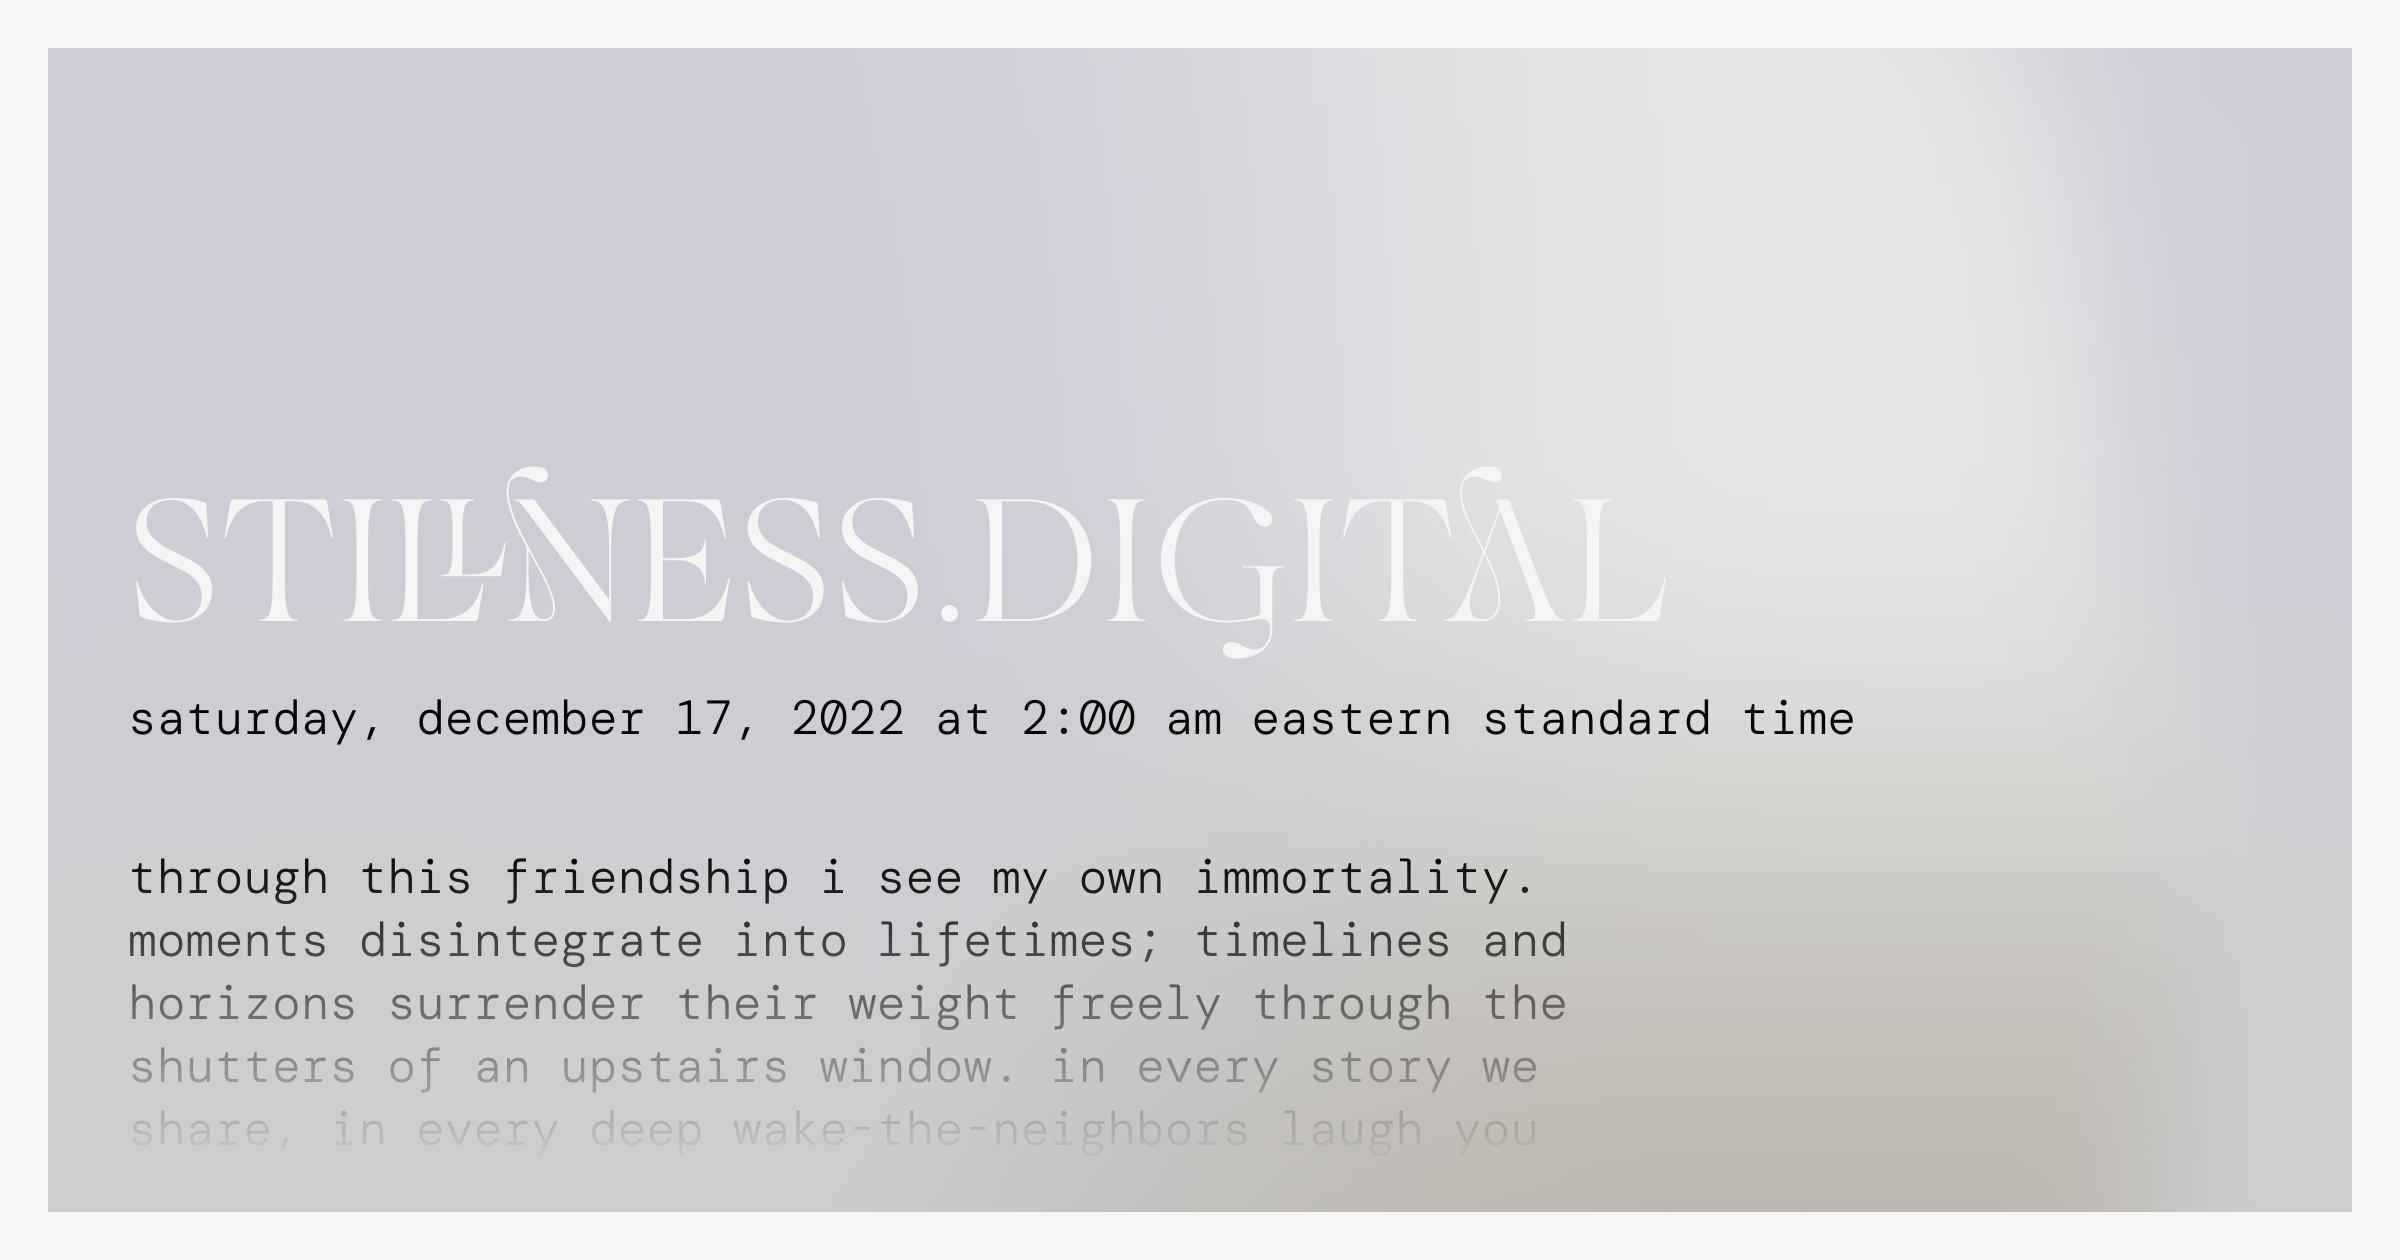 STILLNESS.DIGITAL
saturday, december 17, 2022 at 2:00 am eastern standard time
through this friendship i see my own immortality.
moments disintegrate into lifetimes; timelines and
horizons surrender their weight freely through the
shutters of an upstairs window. in every story we
share, in every deep wake-the-neighbors laugh you